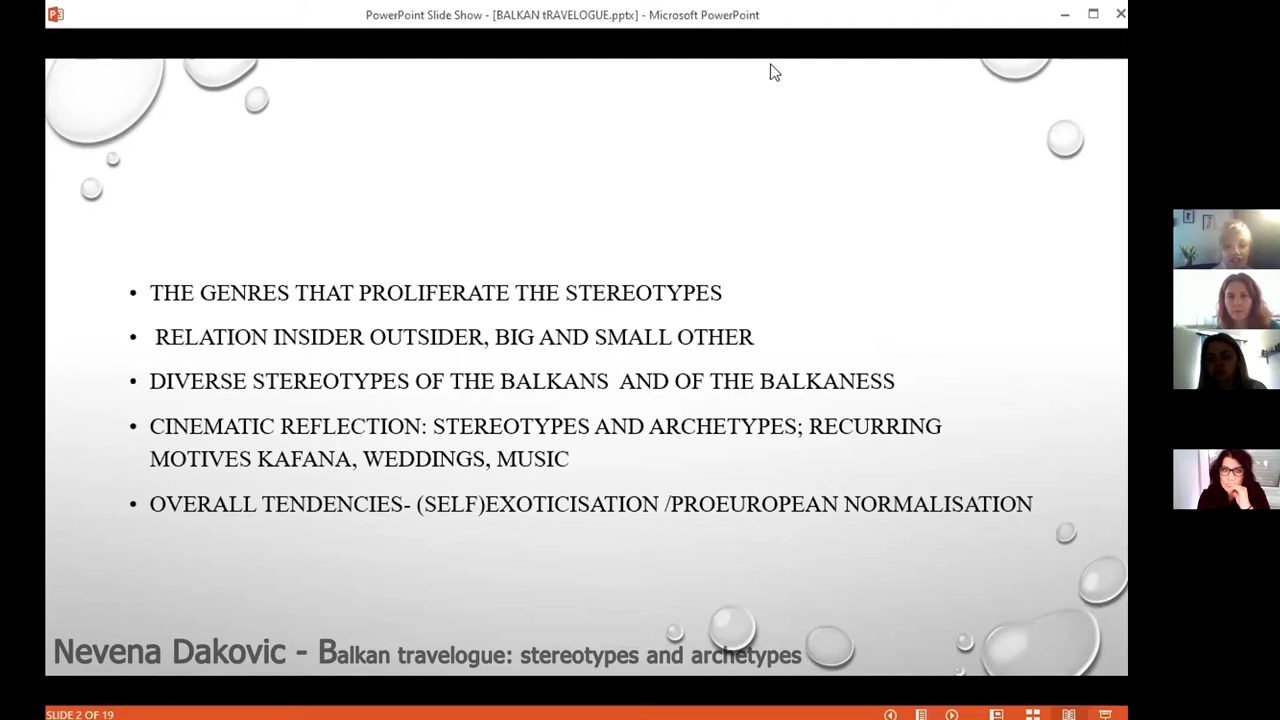 PowerPoint Slide Show - [BALKAN tRAVELOGUE.pptx] - Microsoft PowerPoint
• THE GENRES THAT PROLIFERATE THE STEREOTYPES
• RELATION INSIDER OUTSIDER, BIG AND SMALL OTHER
• DIVERSE STEREOTYPES OF THE BALKANS AND OF THE BALKANESS
• CINEMATIC REFLECTION: STEREOTYPES AND ARCHETYPES; RECURRING
MOTIVES KAFANA, WEDDINGS, MUSIC
• OVERALL TENDENCIES- (SELF)EXOTICISATION /PROEUROPEAN NORMALISATION
Nevena Dakovic - Balkan travelogue: stereotypes and archetypes
SLIDE 2 OF 19